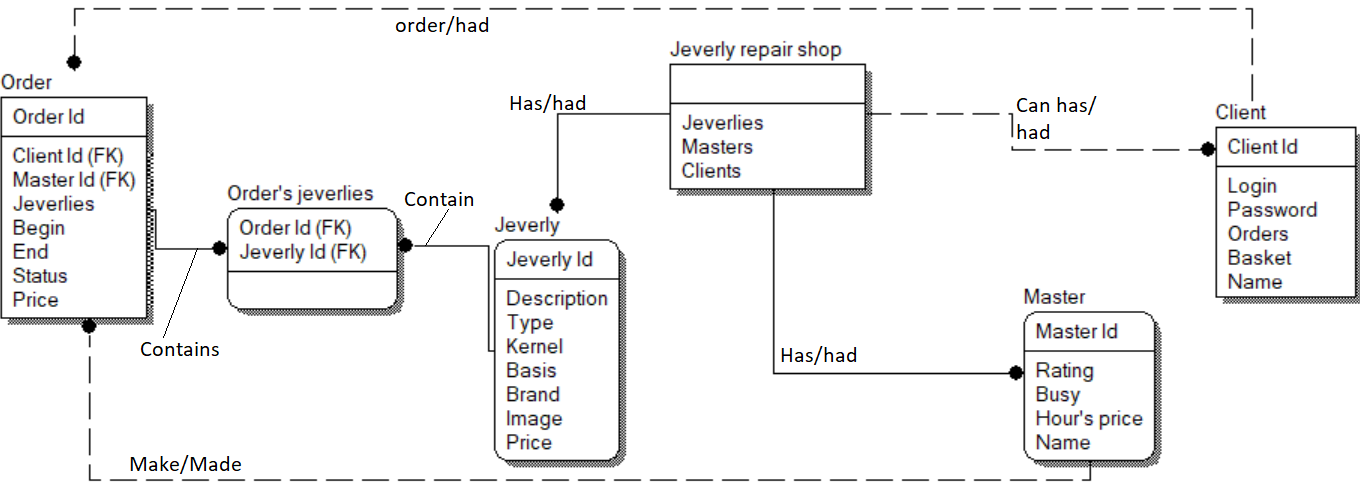 order/had
Jeverly repair shop
Jeverlies
Masters
Clients
Order
Order Id
Client Id (FK)
Master Id (FK)
Jeverlies
Begin
End
Status
Price
Has/had
Can has/
had
Client
Client Id
Login
Password
Orders
Basket
Name
Order's jeverlies
Order Id (FK)
Jeverly Id (FK)
Contain
Contains
Jeverly
Jeverly Id
Description
Type
Kernel
Basis
Brand
Image
Price
Has/had
Master
Master Id
Rating
Busy
Hour's price
Name
Make/Made